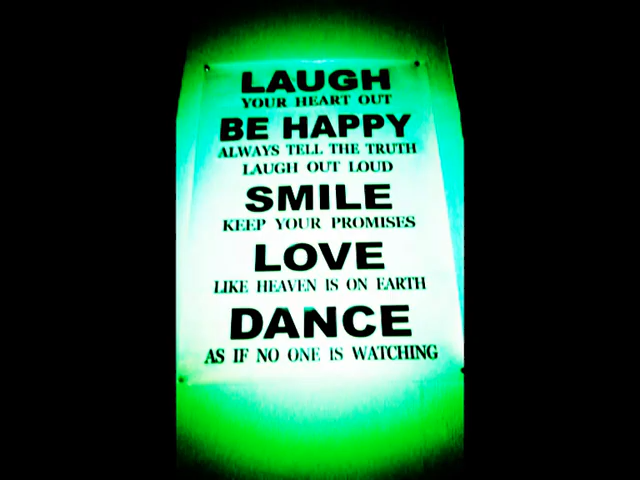 LAUGH
YOUR HEART OUT
BE HAPPY
ALWAYS TELL THE TRUTH
LAUGH OUT LOUD
SMILE
KEEP YOUR PROMISES
LOVE
LIKE HEAVEN IS ON EARTH
DANCE
AS IF NO ONE IS WATCHING